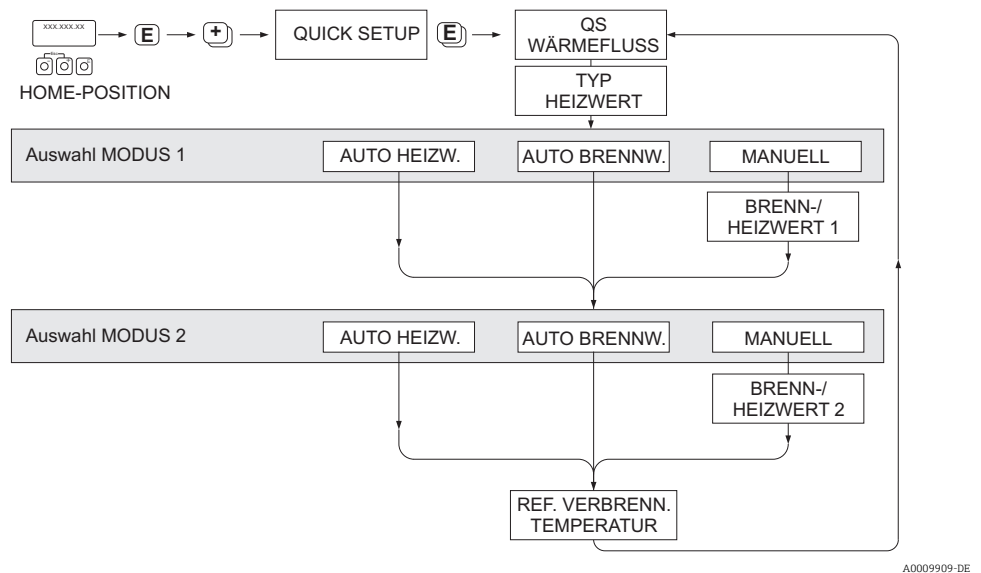 XXX.XXX.XX
Esc
E
+
QUICK SETUP
E
QS
WÄRMEFLUSS
HOME-POSITION
TYP
HEIZWERT
Auswahl MODUS 1
AUTO HEIZW.
AUTO BRENNW.
MANUELL
BRENN-/
HEIZWERT 1
Auswahl MODUS 2
AUTO HEIZW.
AUTO BRENNW.
MANUELL
BRENN-/
HEIZWERT 2
REF. VERBRENN.
TEMPERATUR
A0009909-DE